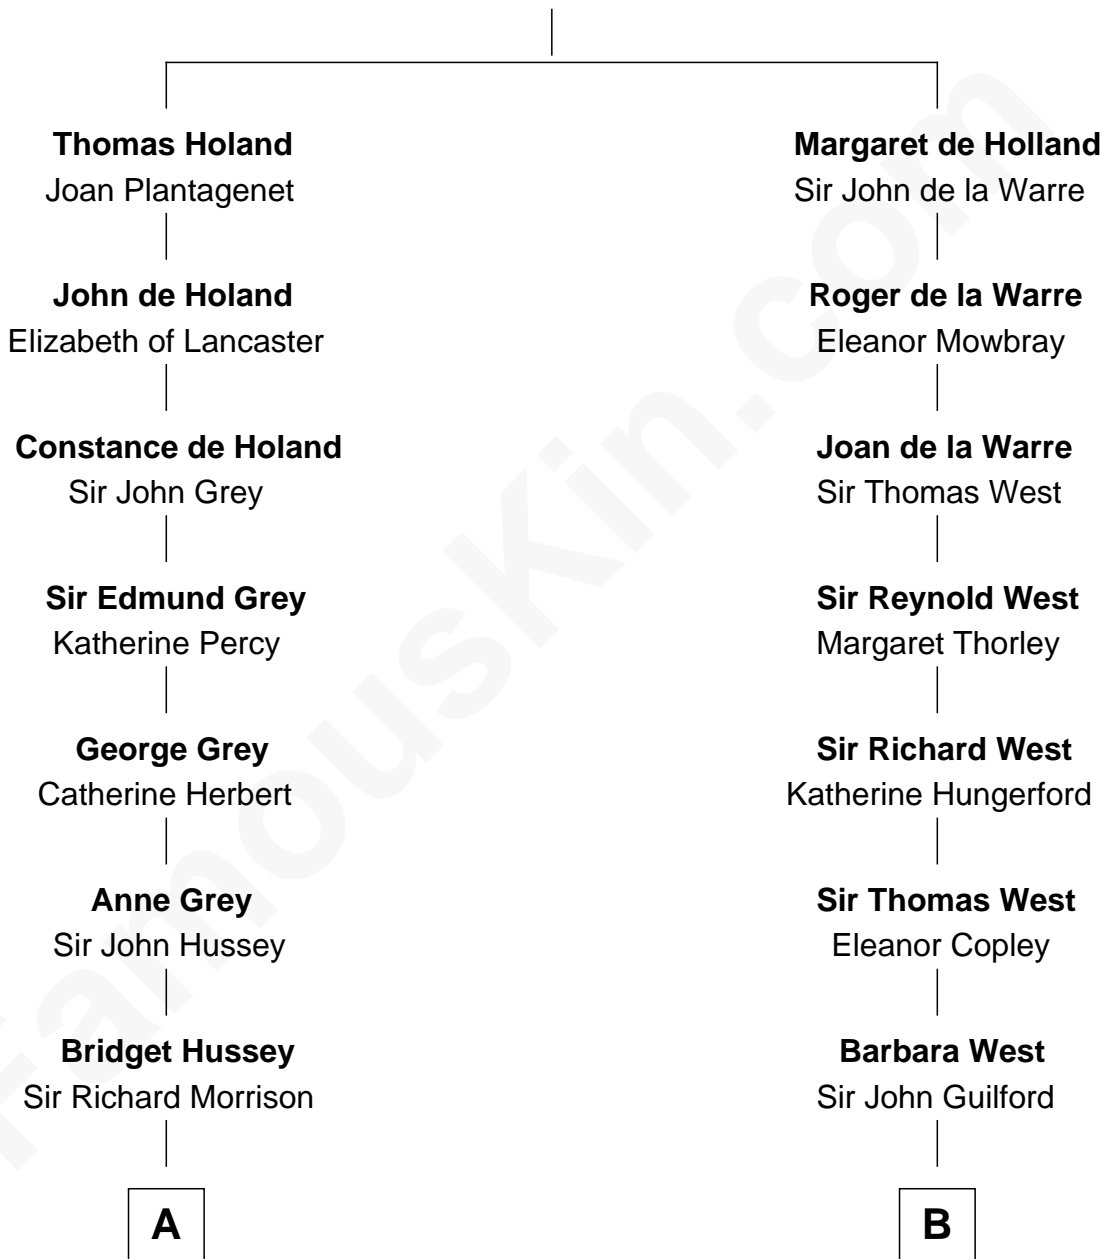 Thomas Holand
Joan Plantagenet
John de Holand
Elizabeth of Lancaster
Constance de Holand
Sir John Grey
Sir Edmund Grey
Katherine Percy
George Grey
Catherine Herbert
Anne Grey
Sir John Hussey
Bridget Hussey
Sir Richard Morrison
A
Margaret de Holland
Sir John de la Warre
Roger de la Warre
Eleanor Mowbray
Joan de la Warre
Sir Thomas West
Sir Reynold West
Margaret Thorley
Sir Richard West
Katherine Hungerford
Sir Thomas West
Eleanor Copley
Barbara West
Sir John Guilford
B
FamousKin.com